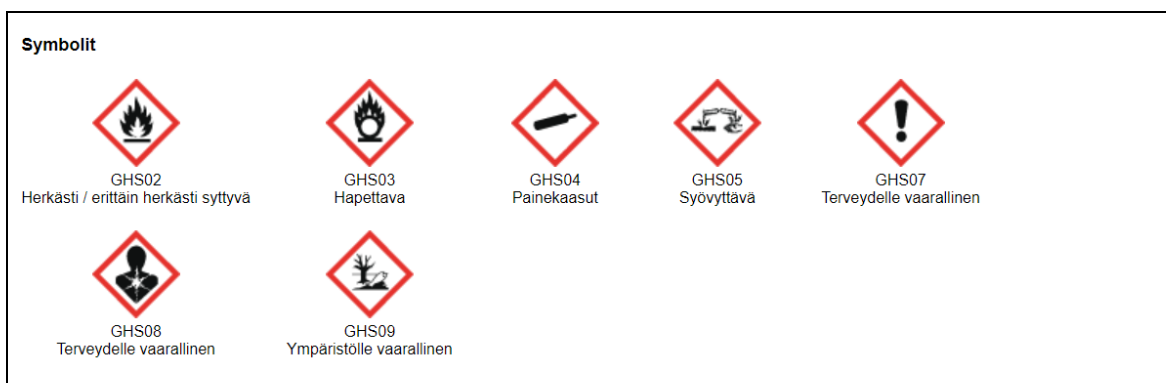 Symbolit
GHS02
Herkästi / erittäin herkästi syttyvä
GHS03
Hapettava
GHS04
Painekaasut
GHS05
Syövyttävä
GHS07
Terveydelle vaarallinen
GHS08
Terveydelle vaarallinen
GHS09
Ympäristölle vaarallinen